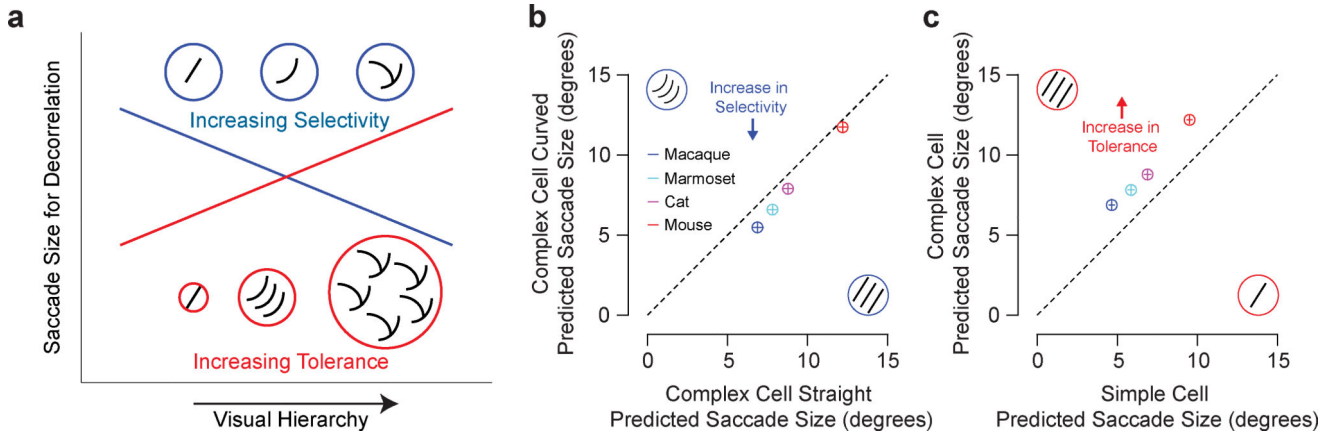 a
Saccade Size for Decorrelation
Increasing Selectivity
Increasing Tolerance
Visual Hierarchy
b
Complex Cell Curved
Predicted Saccade Size (degrees)
15
10
5
0
Increase in
Selectivity
Macaque
Marmoset
Cat
Mouse
0 5 10 15
Complex Cell Straight
Predicted Saccade Size (degrees)
c
Complex Cell
Predicted Saccade Size (degrees)
15
10
5
0
Increase in
Tolerance
0 5 10 15
Simple Cell
Predicted Saccade Size (degrees)